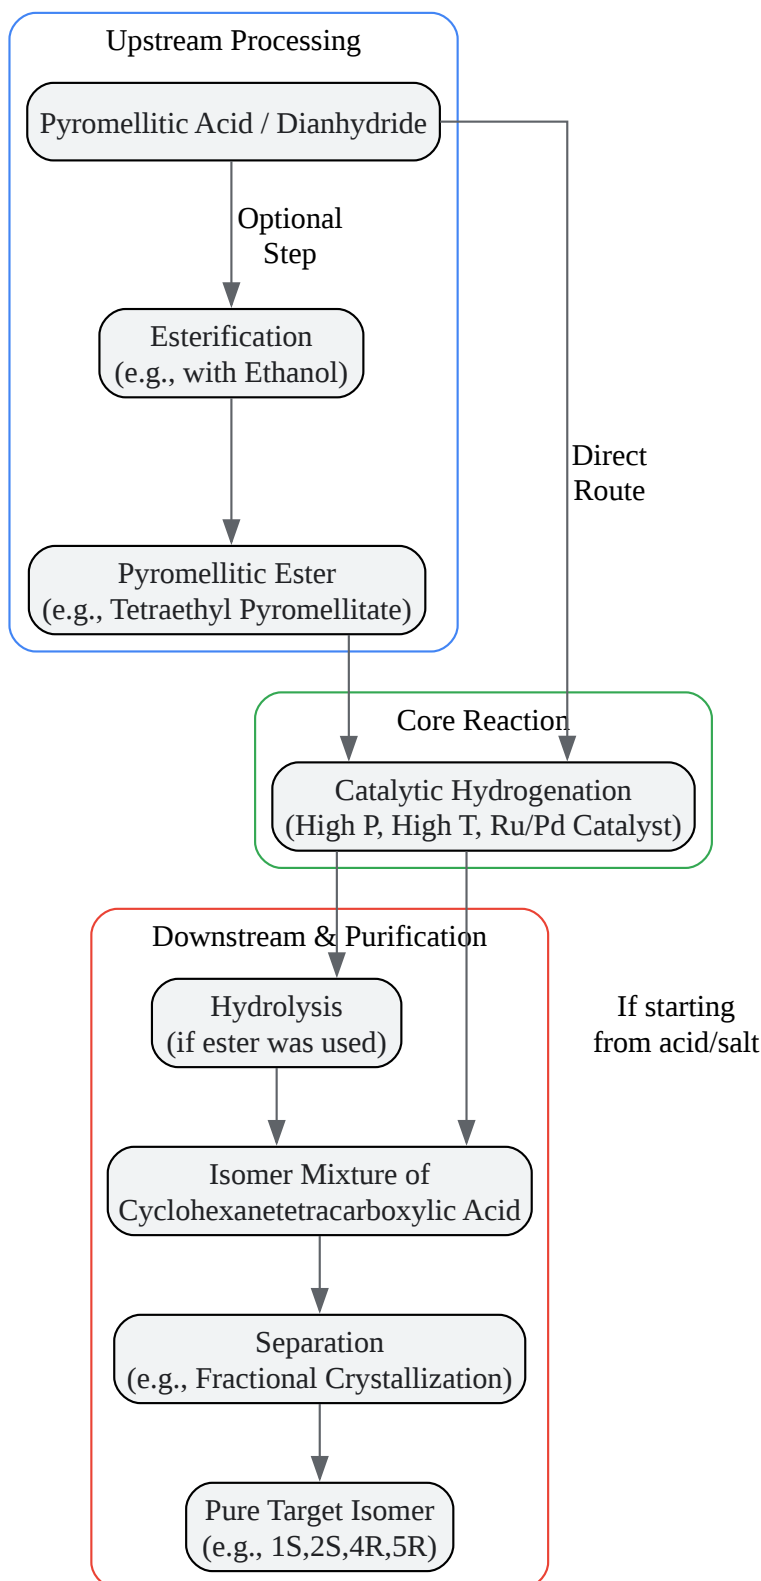 Upstream Processing
Pyromellitic Acid / Dianhydride
Optional
Step
Esterification
(e.g., with Ethanol)
Direct
Route
Pyromellitic Ester
(e.g., Tetraethyl Pyromellitate)
Core Reaction
Catalytic Hydrogenation
(High P, High T, Ru/Pd Catalyst)
Downstream & Purification
Hydrolysis
(if ester was used)
If starting
from acid/salt
Isomer Mixture of
Cyclohexanetetracarboxylic Acid
Separation
(e.g., Fractional Crystallization)
Pure Target Isomer
(e.g., 1S,2S,4R,5R)